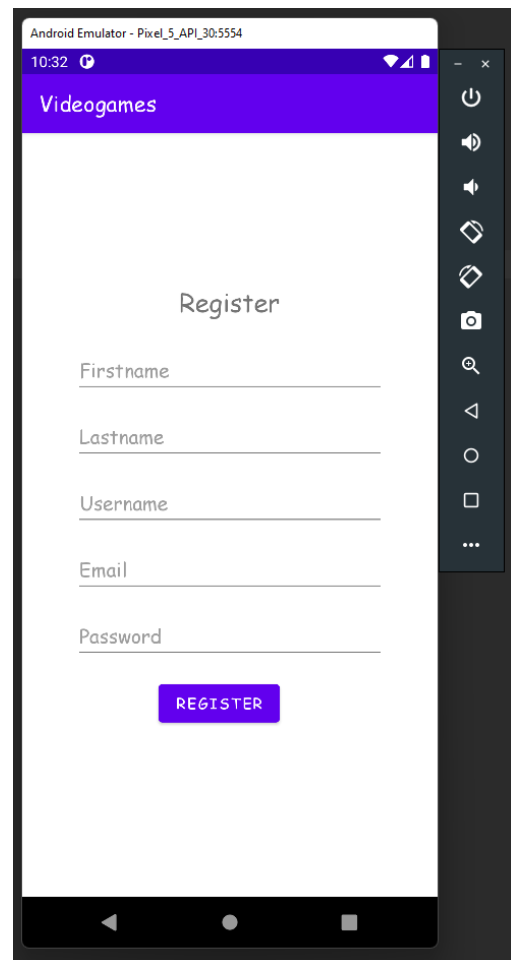 Android Emulator - Pixel_5_API_30:5554
10:32
Videogames
Register
Firstname
Lastname
Username
Email
Password
REGISTER